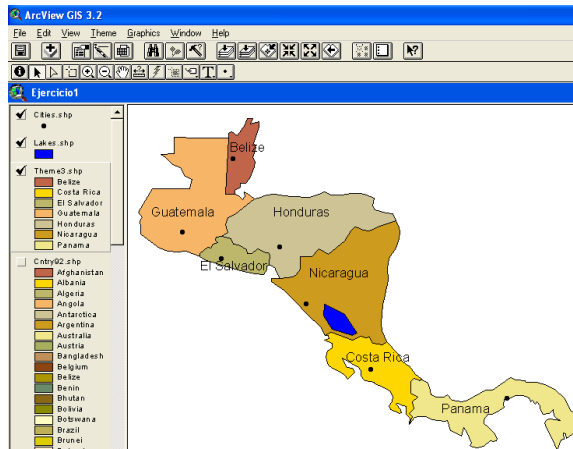 ArcView GIS 3.2
File Edit View Theme Graphics Window Help
Ejercicio1
Cities.shp
Lakes.shp
Theme3.shp
Belize
Costa Rica
El Salvador
Guatemala
Honduras
Nicaragua
Panama
Cntry92.shp
Afghanistan
Albania
Algeria
Angola
Antarctica
Argentina
Australia
Austria
Bangladesh
Belgium
Belize
Benin
Bhutan
Bolivia
Botswana
Brazil
Brunei
Belize
Guatemala
Honduras
El Salvador
Nicaragua
Costa Rica
Panama